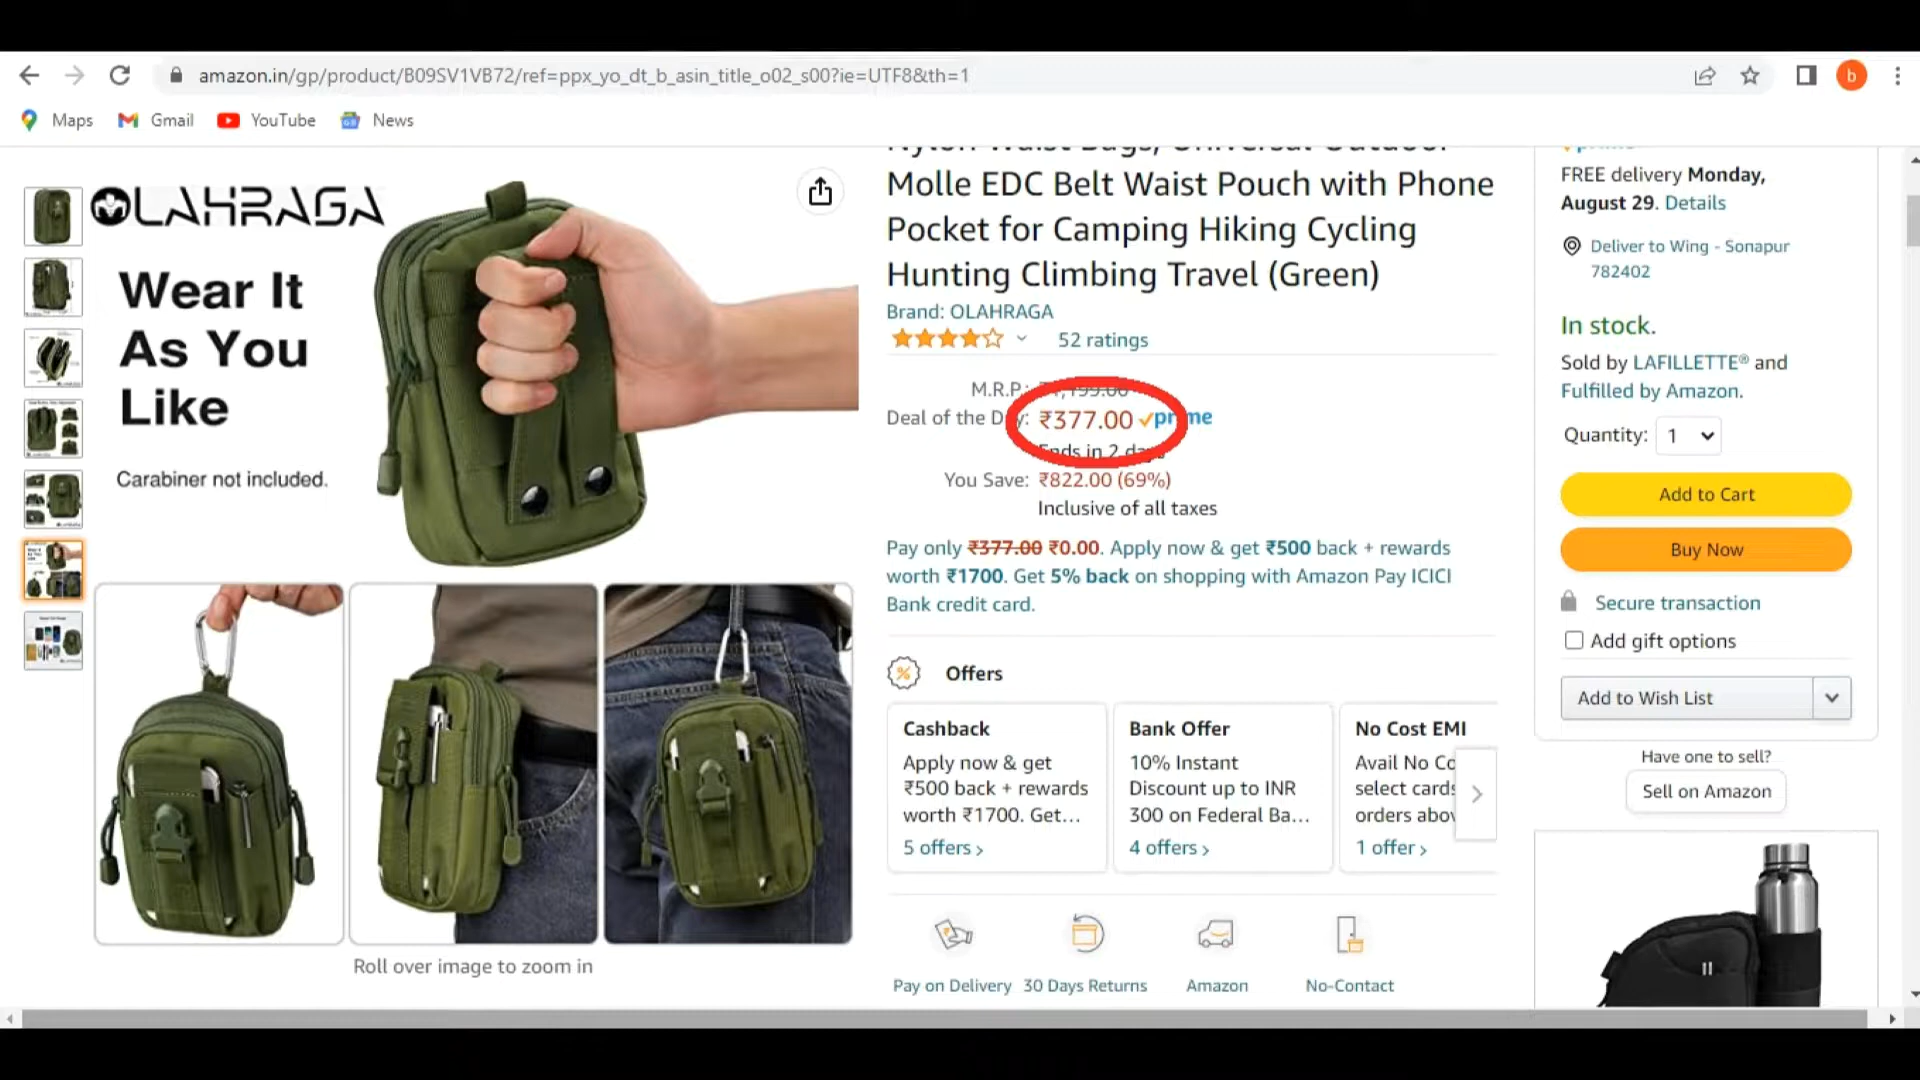 amazon.in/gp/product/B09SV1VB72/ref=ppx_yo_dt_b_asin_title_o02_s00?ie=UTF8&th=1
b
Maps
Gmail
YouTube
News
OLAHRAGA
Wear It
As You
Like
Carabiner not included.
Roll over image to zoom in
Nylon Waist Bags, Universal Outdoor
Molle EDC Belt Waist Pouch with Phone
Pocket for Camping Hiking Cycling
Hunting Climbing Travel (Green)
Brand: OLAHRAGA
52 ratings
M.R.P.: ₹1,199.00
Deal of the Day: ₹377.00 prime
Ends in 2 days
You Save: ₹822.00 (69%)
Inclusive of all taxes
Pay only ₹377.00 ₹0.00. Apply now & get ₹500 back + rewards
worth ₹1700. Get 5% back on shopping with Amazon Pay ICICI
Bank credit card.
% Offers
Cashback
Apply now & get
₹500 back + rewards
worth ₹1700. Get...
5 offers ›
Bank Offer
10% Instant
Discount up to INR
300 on Federal Ba...
4 offers ›
No Cost EMI
Avail No Co
select cards
orders abov
1 offer ›
Pay on Delivery
30 Days Returns
Amazon
No-Contact
prime
FREE delivery Monday,
August 29. Details
Deliver to Wing - Sonapur
782402
In stock.
Sold by LAFILLETTE® and
Fulfilled by Amazon.
Quantity: 1
Add to Cart
Buy Now
Secure transaction
Add gift options
Add to Wish List
Have one to sell?
Sell on Amazon